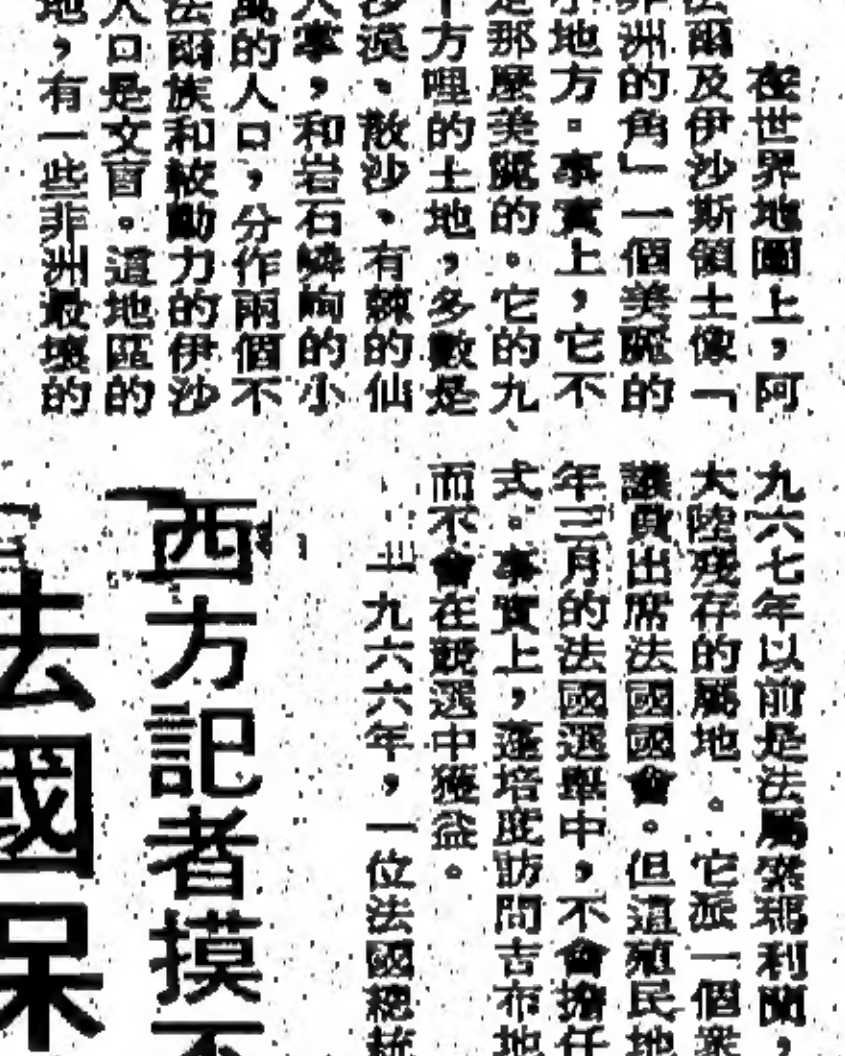 在世界地圖上，阿
法爾及伊沙斯領土像「
非洲的角」一個美麗的
小地方。事實上，它不
是那麼美麗的。它的九
千方哩的土地，多數是
沙漠、散沙、有棘的仙
人掌，和岩石嶙峋的小
萬的人口，分作兩個不
法爾族和較勤力的伊沙
人口是文盲。這地區的
地，有一些非洲最壞的
九六七年以前是法屬索瑪利蘭，
大陸殘存的屬地。它派一個衆
議員出席法國國會。但這殖民地
年三月的法國選舉中，不會擔任
式。事實上，蓬培度訪問吉布地
而不會在競選中獲益。
一九六六年，一位法國總統
西方記者摸不
法國呆